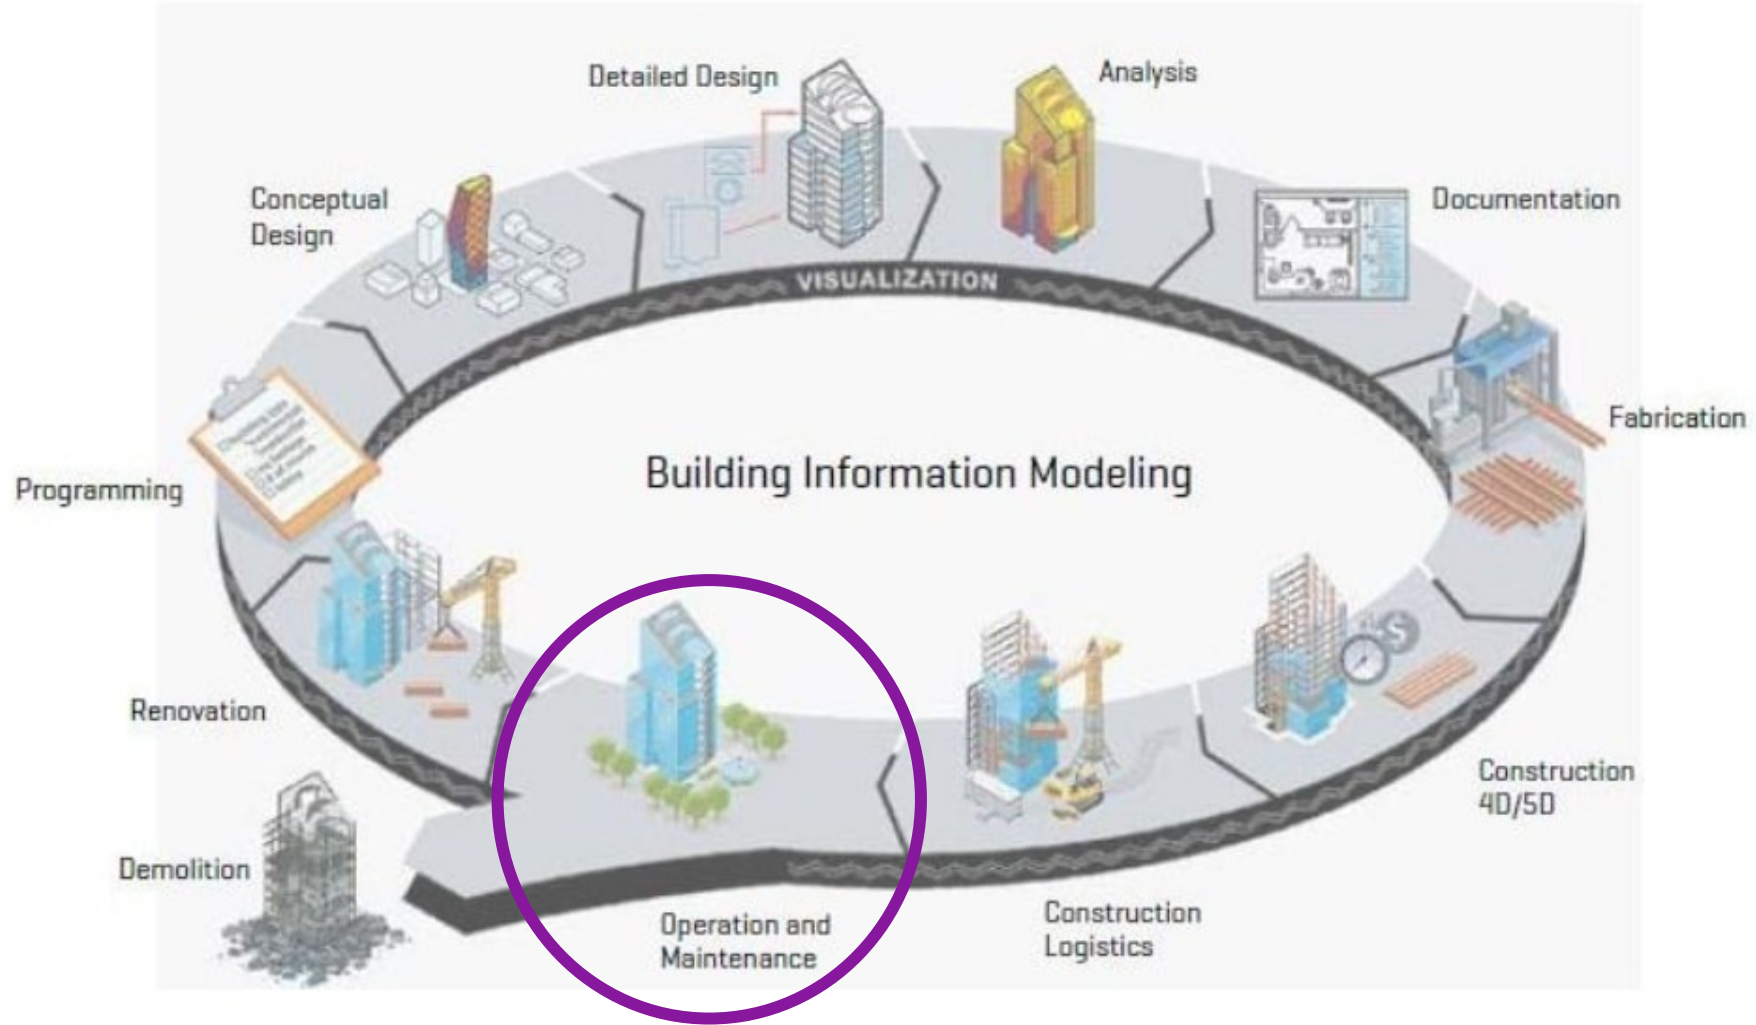 Detailed Design
Analysis
Conceptual
Design
Documentation
VISUALIZATION
Fabrication
Building Information Modeling
Programming
Renovation
Construction
4D/5D
Demolition
Operation and
Maintenance
Construction
Logistics
$